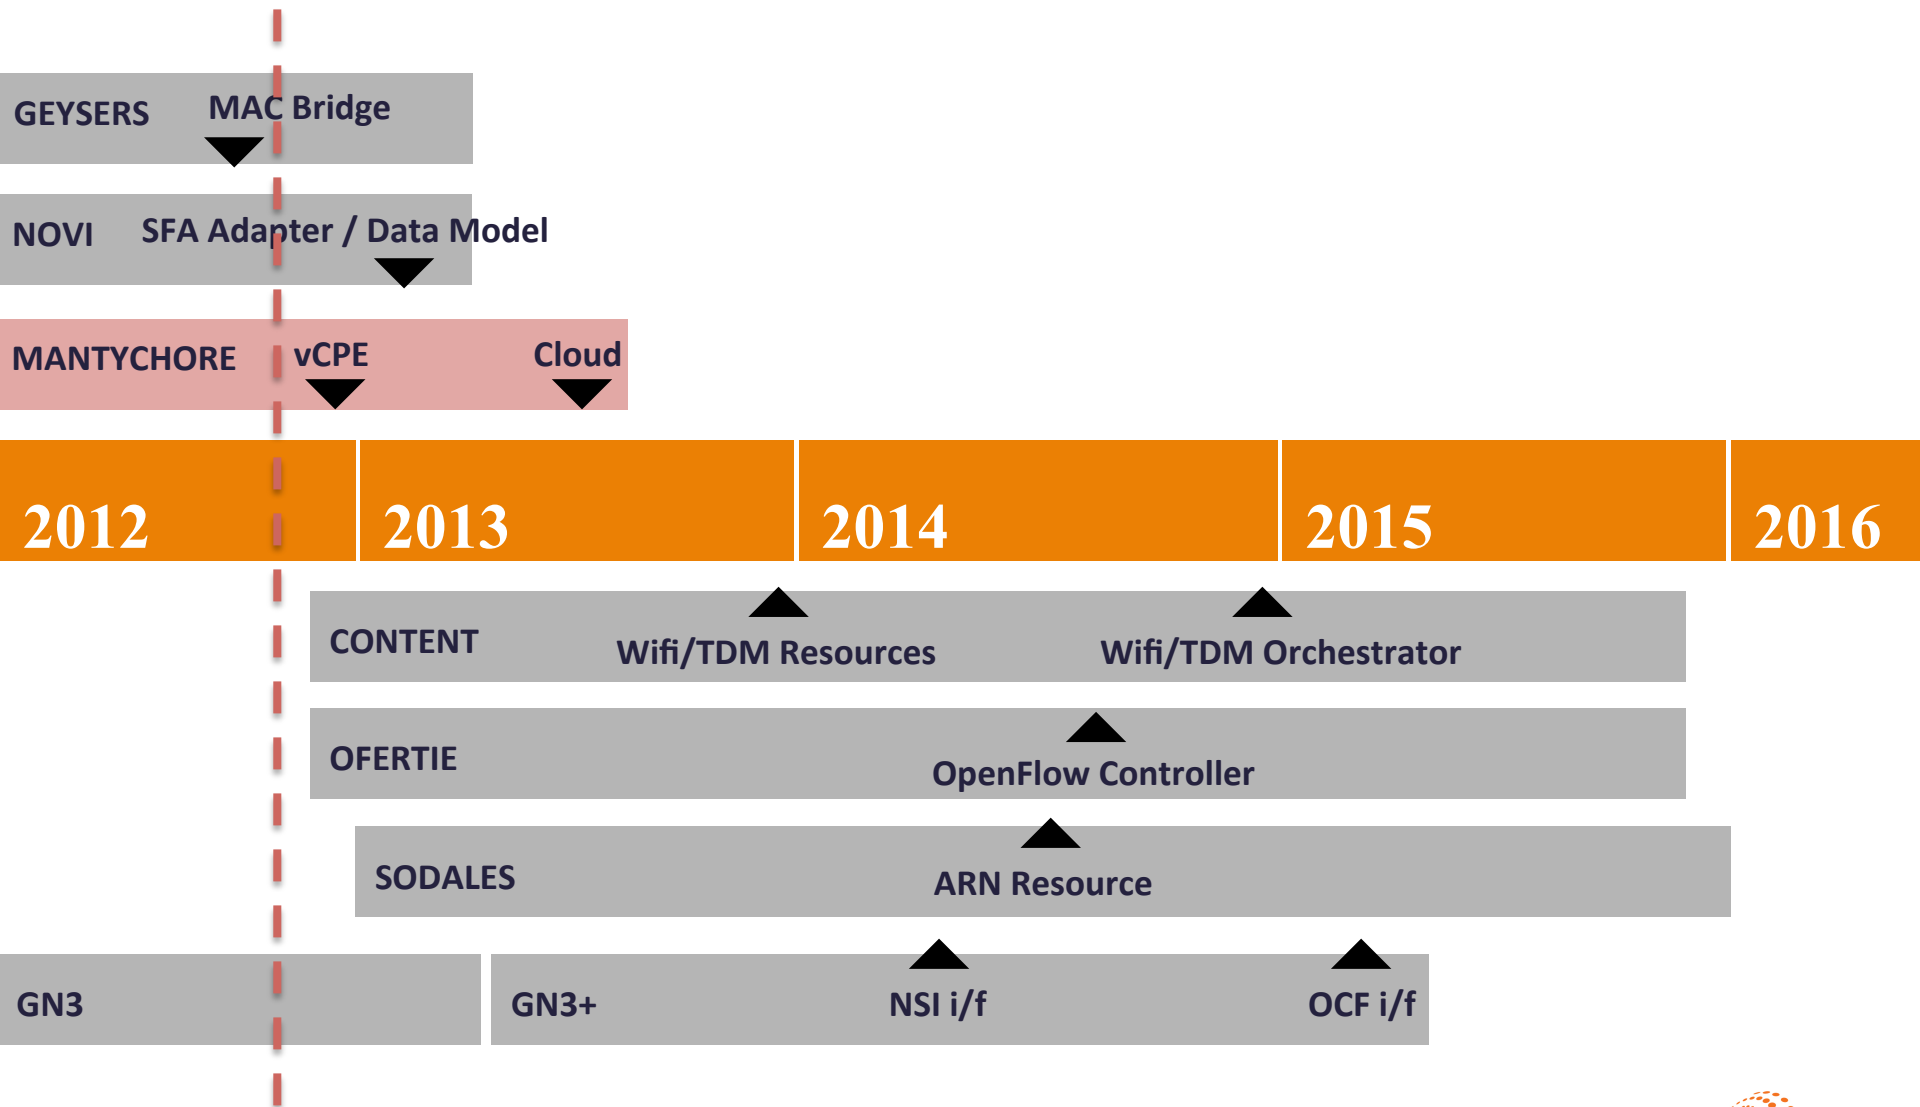 GEYSERS MAC Bridge
NOVI SFA Adapter / Data Model
MANTYCHORE vCPE Cloud
2012 2013 2014 2015 2016
CONTENT Wifi/TDM Resources Wifi/TDM Orchestrator
OFERTIE OpenFlow Controller
SODALES ARN Resource
GN3 GN3+ NSI i/f OCF i/f